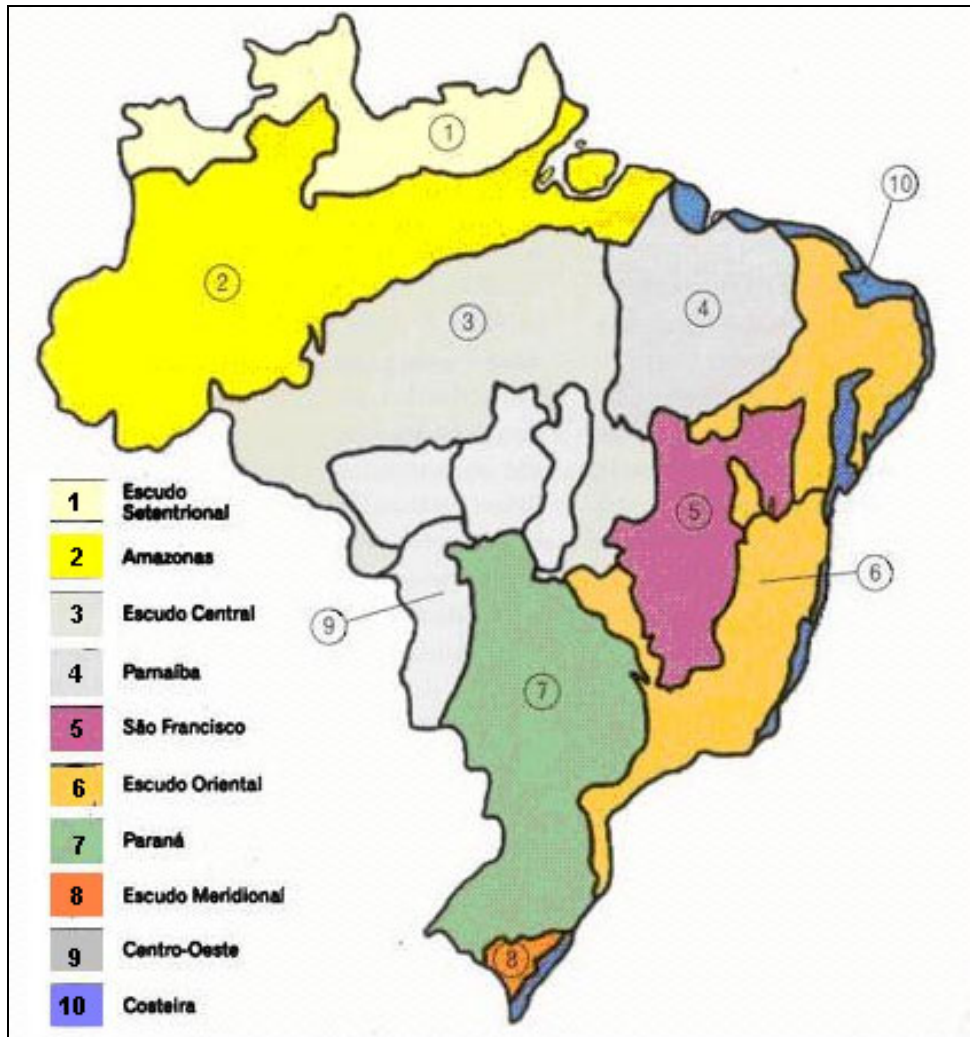 1
10
2
3
4
5
6
9
7
8
1 Escudo
Setentrional
2 Amazonas
3 Escudo Central
4 Parnaíba
5 São Francisco
6 Escudo Oriental
7 Paraná
8 Escudo Meridional
9 Centro-Oeste
10 Costeira